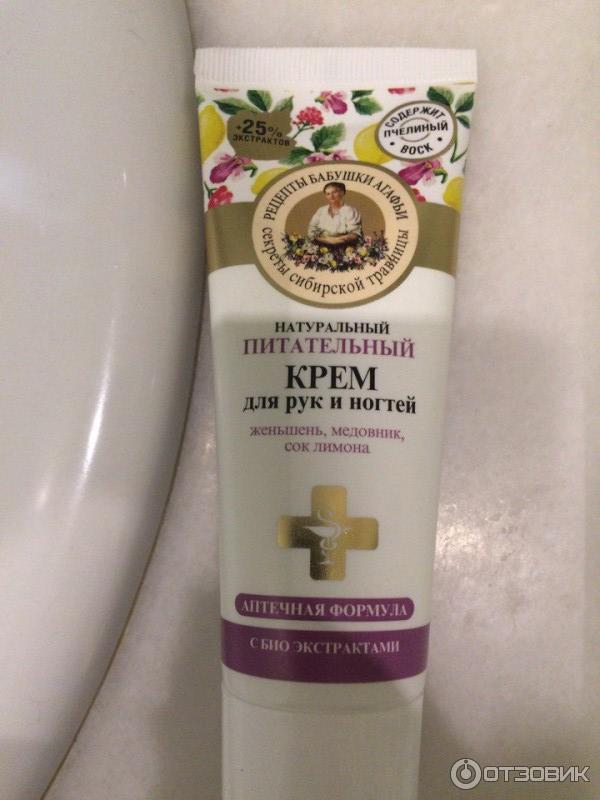 +25%
ЭКСТРАКТОВ
СОДЕРЖИТ
ПЧЕЛИНЫЙ
ВОСК
РЕЦЕПТЫ БАБУШКИ АГАФЬИ
секреты сибирской травницы
НАТУРАЛЬНЫЙ
ПИТАТЕЛЬНЫЙ
КРЕМ
для рук и ногтей
женьшень, медовник,
сок лимона
АПТЕЧНАЯ ФОРМУЛА
С БИО ЭКСТРАКТАМИ
ОТЗОВИК